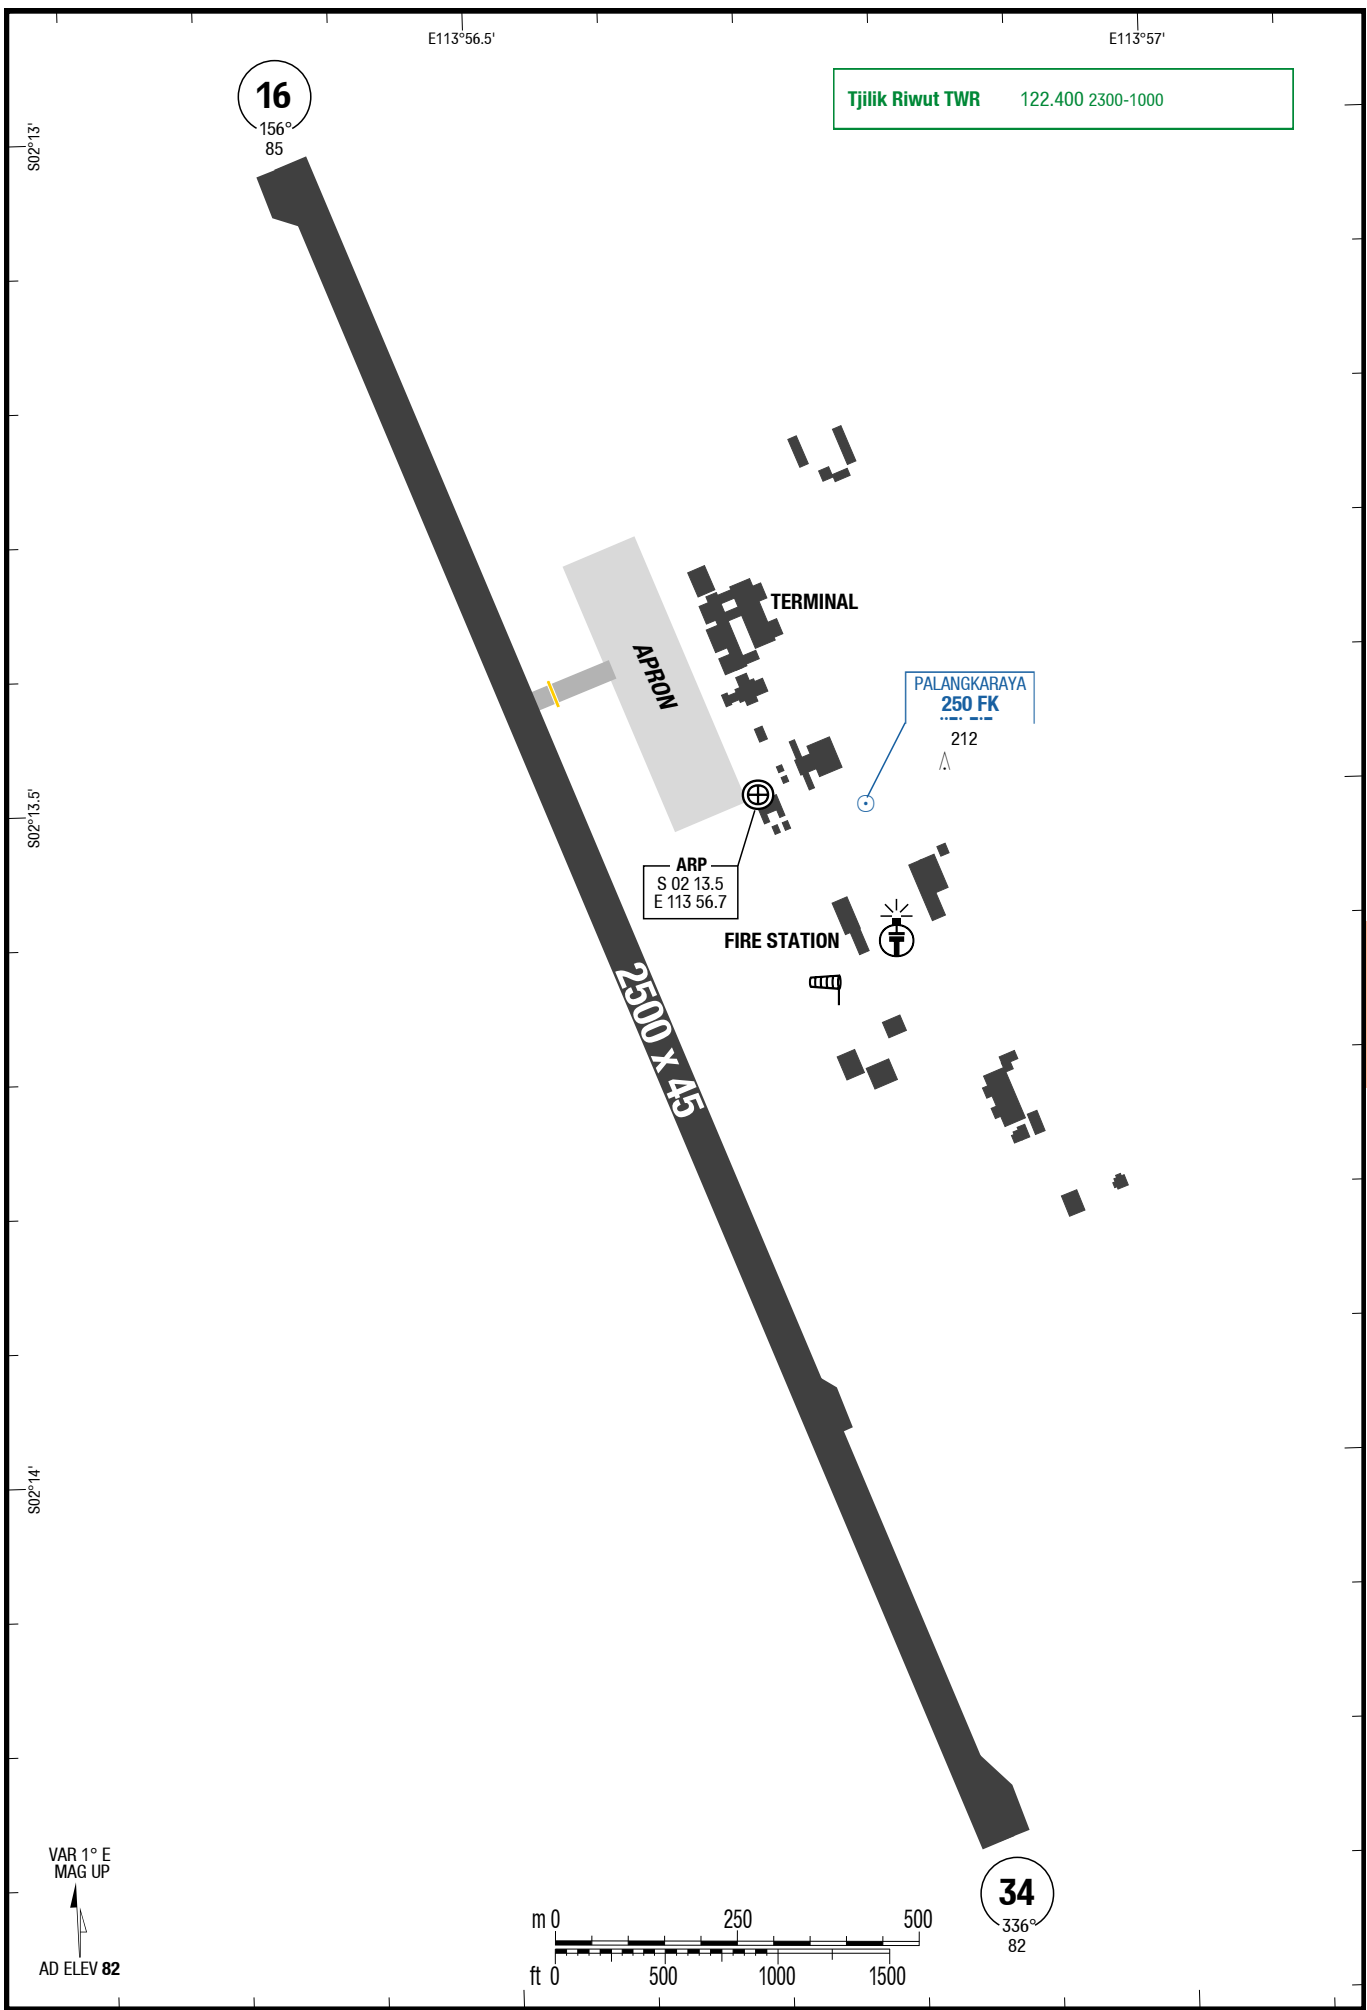 E113°56.5'
E113°57'
16
156°
85
Tjilik Riwut TWR 122.400 2300-1000
S02°13'
TERMINAL
APRON
PALANGKARAYA
250 FK
212
S02°13.5'
ARP
S 02 13.5
E 113 56.7
FIRE STATION
2500 x 45
S02°14'
VAR 1° E
MAG UP
AD ELEV 82
34
336°
82
m 0 250 500
ft 0 500 1000 1500